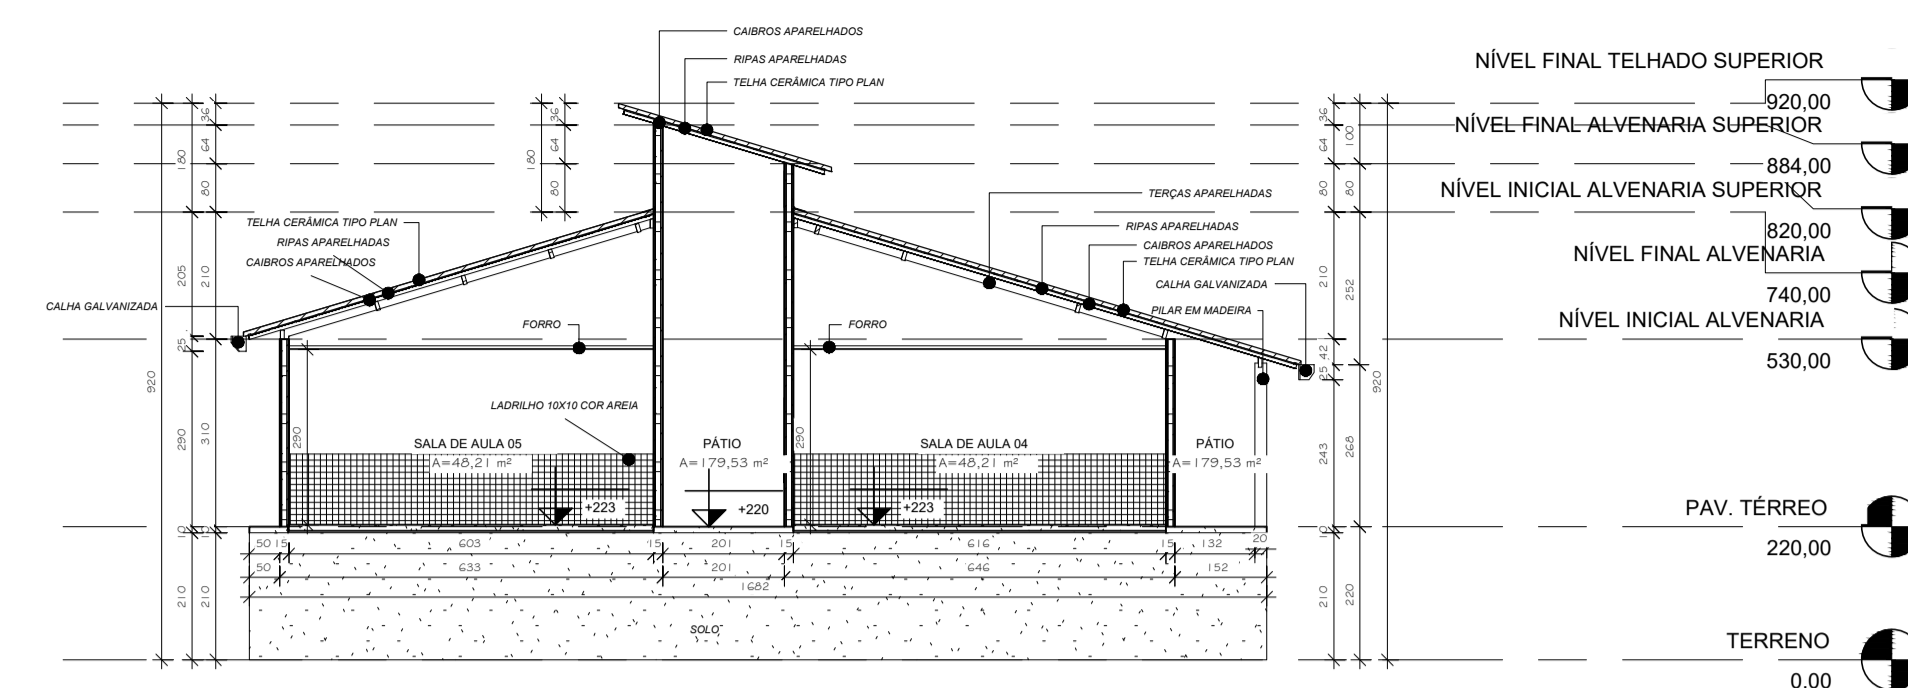 CAIBROS APARELHADOS
RIPAS APARELHADAS
TELHA CERÂMICA TIPO PLAN
NÍVEL FINAL TELHADO SUPERIOR
920,00
NÍVEL FINAL ALVENARIA SUPERIOR
884,00
NÍVEL INICIAL ALVENARIA SUPERIOR
820,00
NÍVEL FINAL ALVENARIA
740,00
NÍVEL INICIAL ALVENARIA
530,00
PAV. TÉRREO
220,00
TERRENO
0,00
36
64
180
80
205
210
25
920
290
310
10
10
210
210
36
64
180
80
TELHA CERÂMICA TIPO PLAN
RIPAS APARELHADAS
CAIBROS APARELHADOS
CALHA GALVANIZADA
TERÇAS APARELHADAS
RIPAS APARELHADAS
CAIBROS APARELHADOS
TELHA CERÂMICA TIPO PLAN
CALHA GALVANIZADA
PILAR EM MADEIRA
FORRO
FORRO
LADRILHO 10X10 COR AREIA
290
SALA DE AULA 05
A=48,21 m²
+223
PÁTIO
A=179,53 m²
+220
290
SALA DE AULA 04
A=48,21 m²
+223
PÁTIO
A=179,53 m²
36
100
64
80
80
210
252
42
25
920
243
268
10
210
220
50 15 603 15 201 15 616 15 132 20
50 633 201 646 152
1682
SOLO